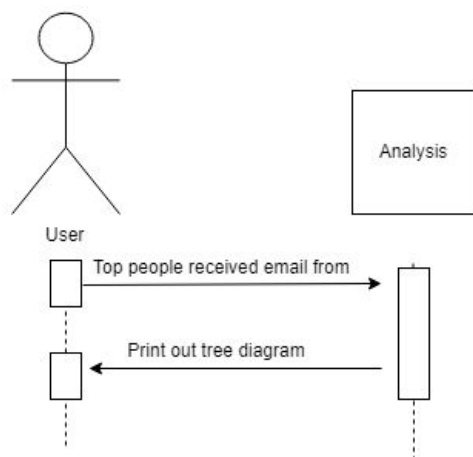 Analysis
User
Top people received email from
Print out tree diagram